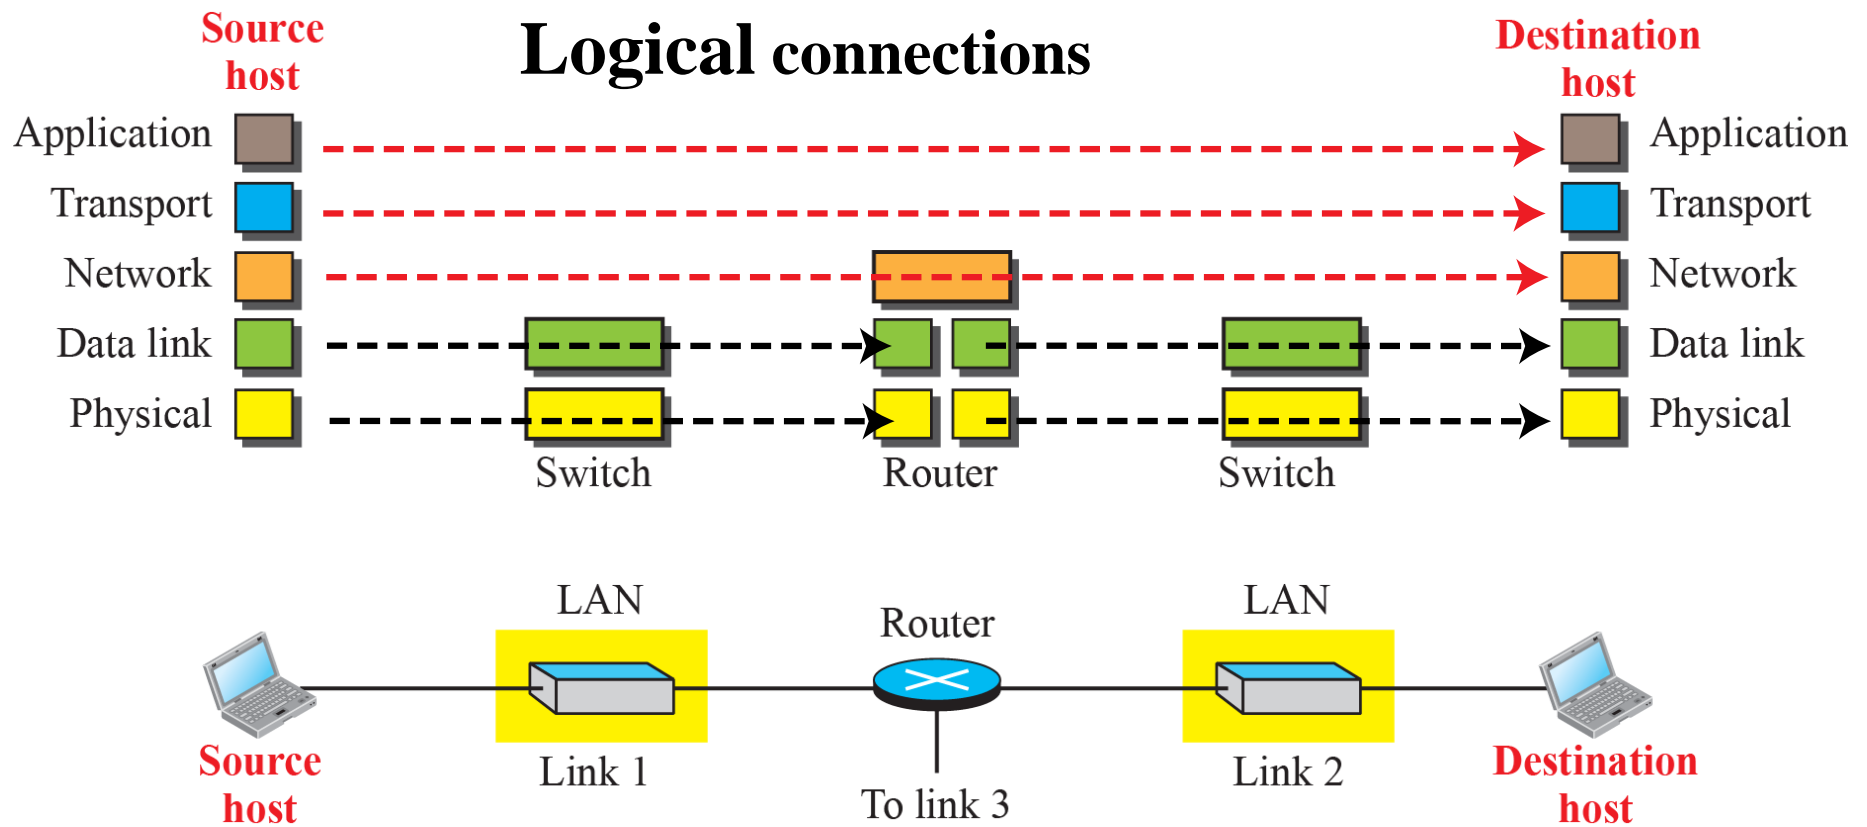 Source
host
Logical connections
Destination
host
Application
Application
Transport
Transport
Network
Network
Data link
Data link
Physical
Physical
Switch
Router
Switch
LAN
Router
LAN
Source
host
Link 1
To link 3
Link 2
Destination
host